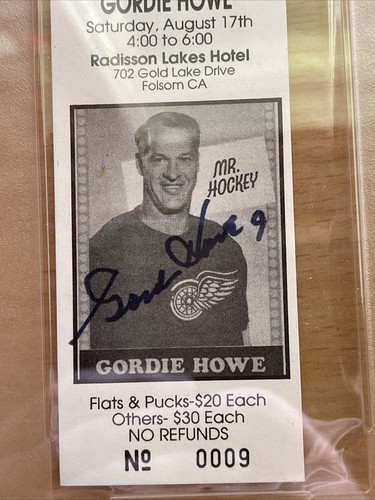 GORDIE HOWE
Saturday, August 17th
4:00 to 6:00
Radisson Lakes Hotel
702 Gold Lake Drive
Folsom CA
MR.
HOCKEY
Gordie Howe 9
GORDIE HOWE
Flats & Pucks-$20 Each
Others- $30 Each
NO REFUNDS
Nº 0009